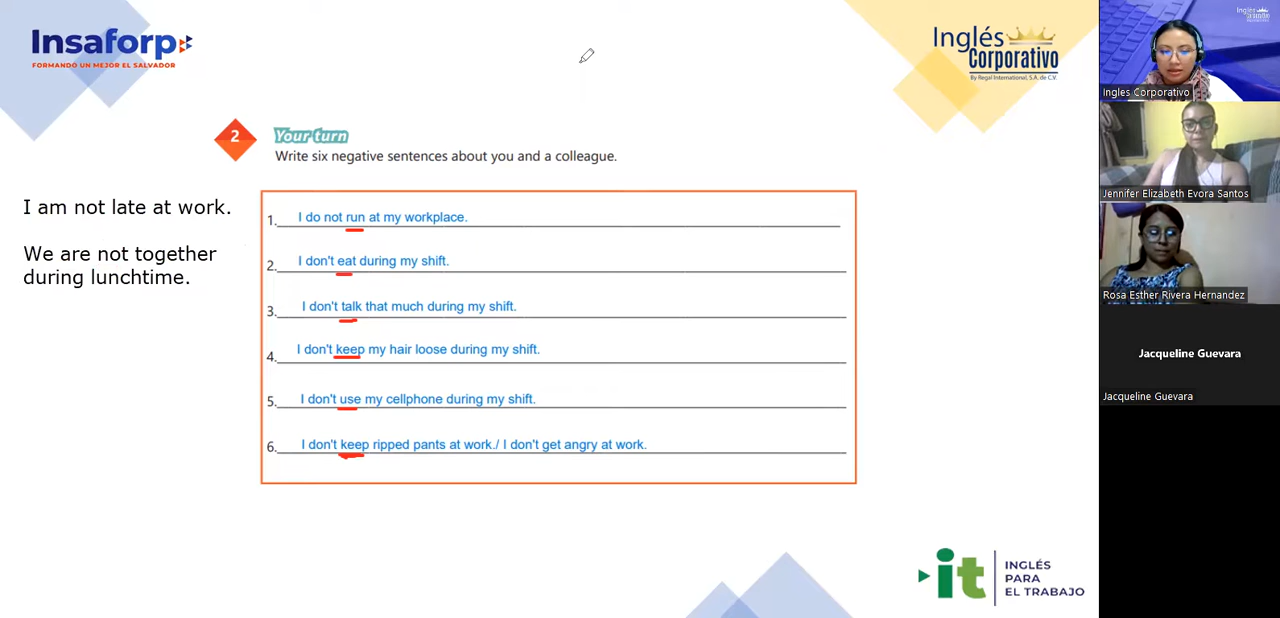 Insaforp
FORMANDO UN MEJOR EL SALVADOR
Inglés
Corporativo
By Regal International, S.A. de C.V.
2
Your turn
Write six negative sentences about you and a colleague.
I am not late at work.
We are not together
during lunchtime.
1. I do not run at my workplace.
2. I don't eat during my shift.
3. I don't talk that much during my shift.
4. I don't keep my hair loose during my shift.
5. I don't use my cellphone during my shift.
6. I don't keep ripped pants at work./ I don't get angry at work.
it
INGLÉS
PARA
EL TRABAJO
Inglés
Ingles Corporativo
Jennifer Elizabeth Evora Santos
Rosa Esther Rivera Hernandez
Jacqueline Guevara
Jacqueline Guevara